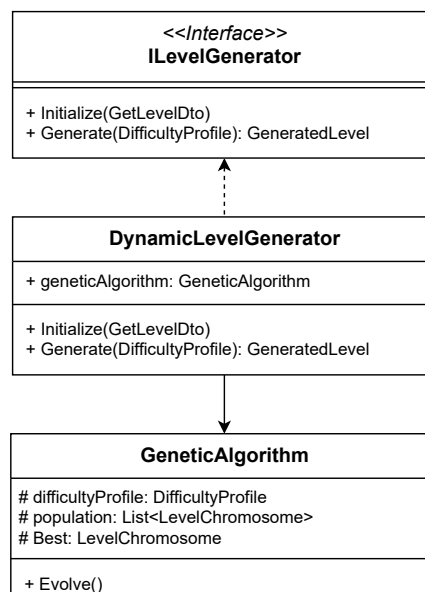 <<Interface>>
ILevelGenerator
+ Initialize(GetLevelDto)
+ Generate(DifficultyProfile): GeneratedLevel
DynamicLevelGenerator
+ geneticAlgorithm: GeneticAlgorithm
+ Initialize(GetLevelDto)
+ Generate(DifficultyProfile): GeneratedLevel
GeneticAlgorithm
# difficultyProfile: DifficultyProfile
# population: List<LevelChromosome>
# Best: LevelChromosome
+ Evolve()